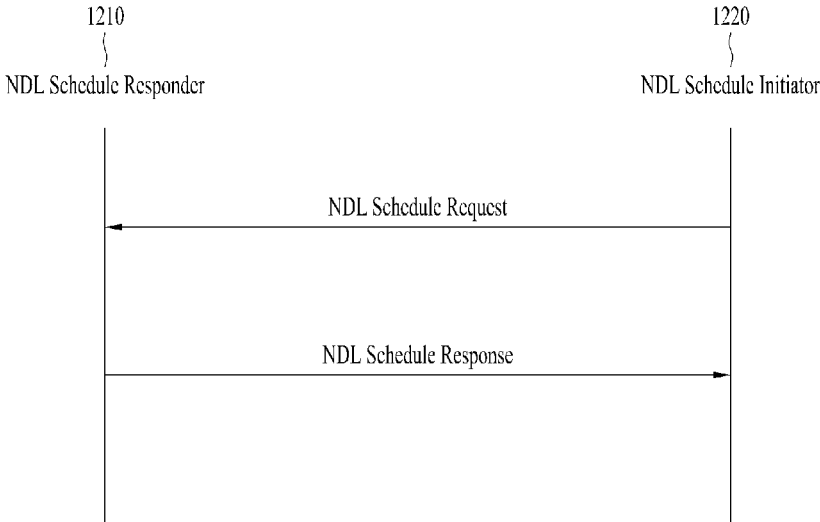 1210
1220
NDL Schedule Responder
NDL Schedule Initiator
NDL Schedule Request
NDL Schedule Response